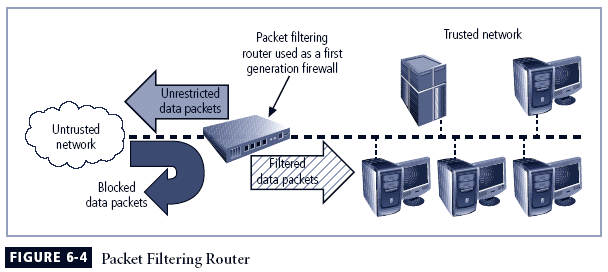 Packet filtering
router used as a first
generation firewall
Trusted network
Unrestricted
data packets
Untrusted
network
Filtered
data packets
Blocked
data packets
FIGURE 6-4 Packet Filtering Router